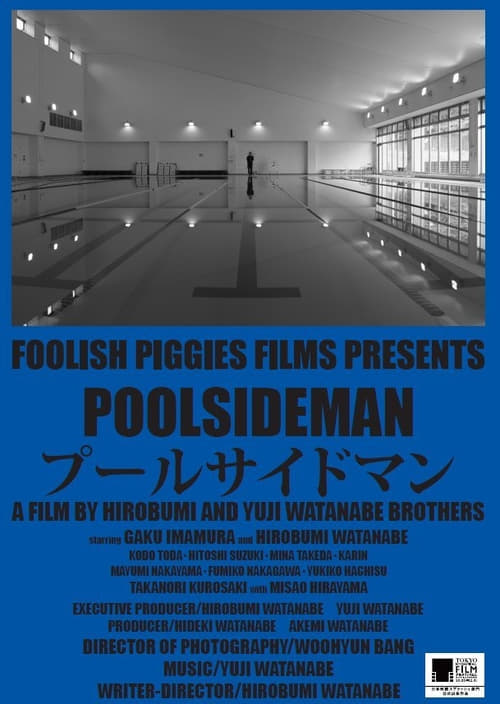 FOOLISH PIGGIES FILMS PRESENTS
POOLSIDEMAN
プールサイドマン
A FILM BY HIROBUMI AND YUJI WATANABE BROTHERS
starring GAKU IMAMURA and HIROBUMI WATANABE
KODO TODA・HITOSHI SUZUKI・MINA TAKEDA・KARIN
MAYUMI NAKAYAMA・FUMIKO NAKAGAWA・YUKIKO HACHISU
TAKANORI KUROSAKI with MISAO HIRAYAMA
EXECUTIVE PRODUCER/HIROBUMI WATANABE YUJI WATANABE
PRODUCER/HIDEKI WATANABE AKEMI WATANABE
DIRECTOR OF PHOTOGRAPHY/WOOHYUN BANG
MUSIC/YUJI WATANABE
WRITER-DIRECTOR/HIROBUMI WATANABE
TOKYO
FILM